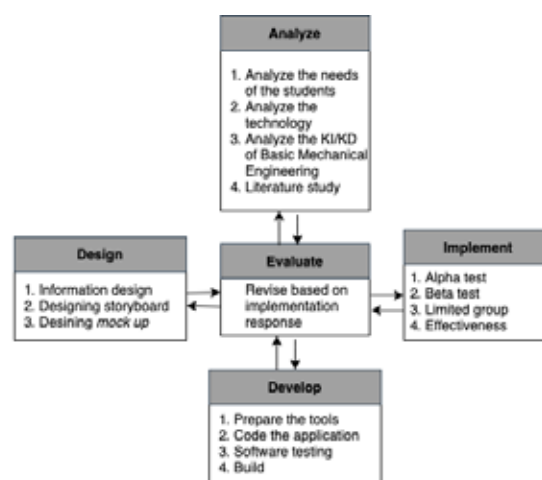 Analyze
1. Analyze the needs
of the students
2. Analyze the
technology
3. Analyze the KI/KD
of Basic Mechanical
Engineering
4. Literature study
Design
1. Information design
2. Designing storyboard
3. Desining mock up
Evaluate
Revise based on
implementation
response
Implement
1. Alpha test
2. Beta test
3. Limited group
4. Effectiveness
Develop
1. Prepare the tools
2. Code the application
3. Software testing
4. Build